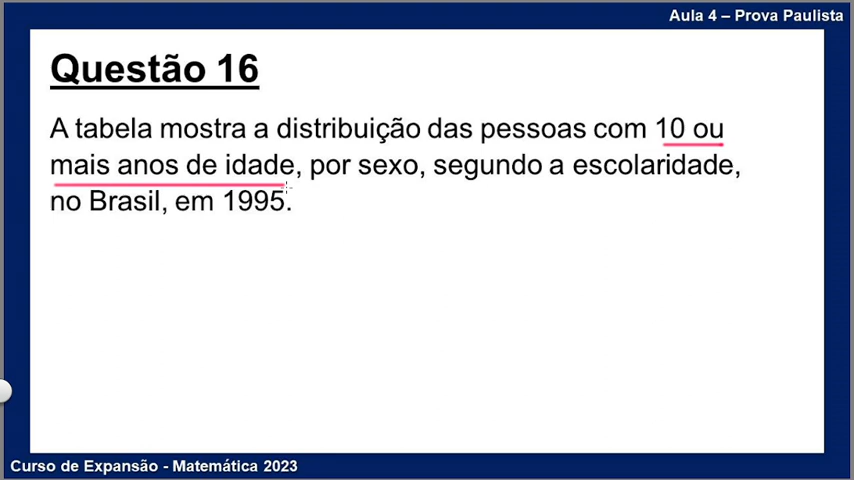 Aula 4 – Prova Paulista
Questão 16
A tabela mostra a distribuição das pessoas com 10 ou
mais anos de idade, por sexo, segundo a escolaridade,
no Brasil, em 1995.
Curso de Expansão - Matemática 2023